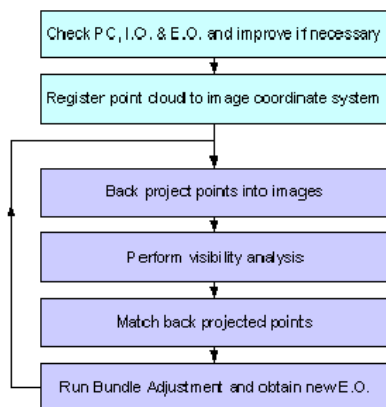 Check PC, I.O. & E.O. and improve if necessary
Register point cloud to image coordinate system
Back project points into images
Perform visibility analysis
Match back projected points
Run Bundle Adjustment and obtain new E.O.